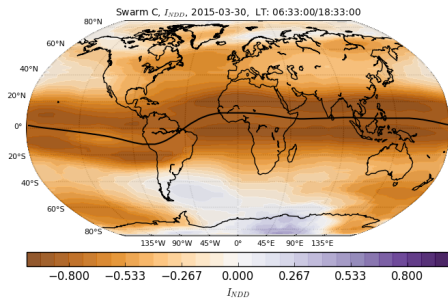 Swarm C, I_NDD, 2015-03-30, LT: 06:33:00/18:33:00
80°N
60°N
40°N
20°N
0°
20°S
40°S
60°S
80°S
135°W 90°W 45°W 0° 45°E 90°E 135°E
-0.800 -0.533 -0.267 0.000 0.267 0.533 0.800
I_NDD